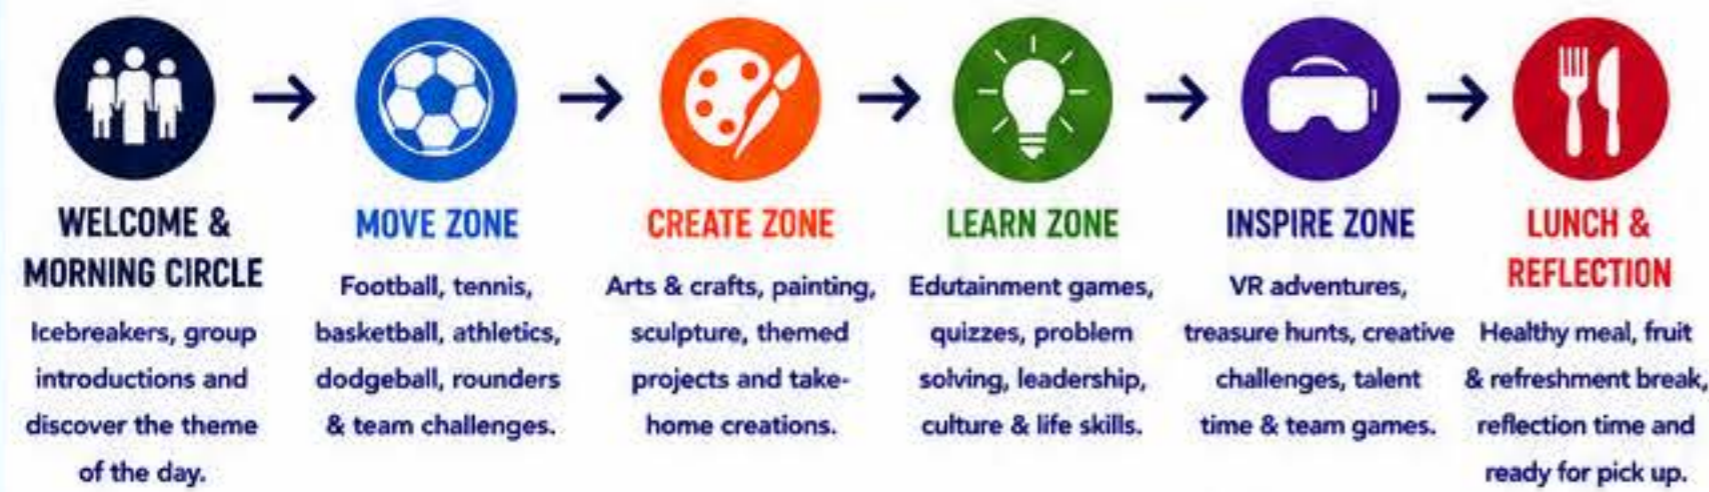 WELCOME &
MORNING CIRCLE
Icebreakers, group
introductions and
discover the theme
of the day.
MOVE ZONE
Football, tennis,
basketball, athletics,
dodgeball, rounders
& team challenges.
CREATE ZONE
Arts & crafts, painting,
sculpture, themed
projects and take-
home creations.
LEARN ZONE
Edutainment games,
quizzes, problem
solving, leadership,
culture & life skills.
INSPIRE ZONE
VR adventures,
treasure hunts, creative
challenges, talent
time & team games.
LUNCH &
REFLECTION
Healthy meal, fruit
& refreshment break,
reflection time and
ready for pick up.